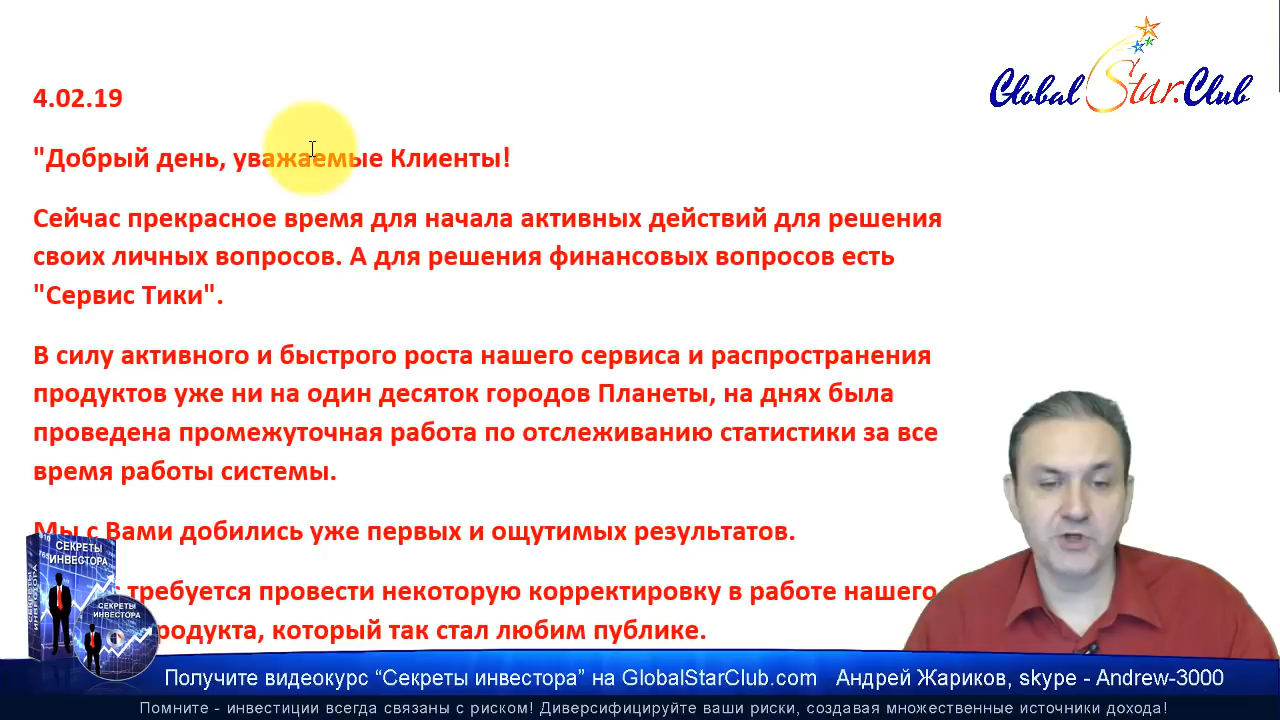 Global Star.Club
4.02.19
"Добрый день, уважаемые Клиенты!
Сейчас прекрасное время для начала активных действий для решения
своих личных вопросов. А для решения финансовых вопросов есть
"Сервис Тики".
В силу активного и быстрого роста нашего сервиса и распространения
продуктов уже ни на один десяток городов Планеты, на днях была
проведена промежуточная работа по отслеживанию статистики за все
время работы системы.
Мы с Вами добились уже первых и ощутимых результатов.
требуется провести некоторую корректировку в работе нашего
продукта, который так стал любим публике.
СЕКРЕТЫ
ИНВЕСТОРА
СЕКРЕТЫ
ИНВЕСТОРА
Получите видеокурс “Секреты инвестора” на GlobalStarClub.com Андрей Жариков, skype - Andrew-3000
Помните - инвестиции всегда связаны с риском! Диверсифицируйте ваши риски, создавая множественные источники дохода!